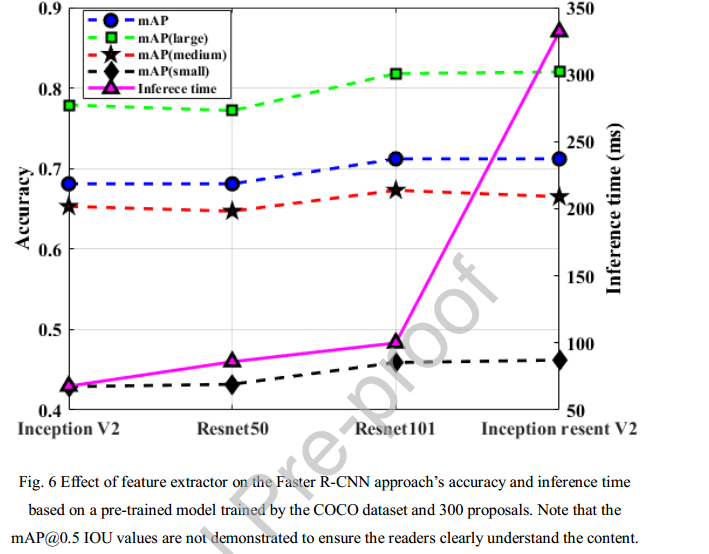 0.9
0.8
0.7
0.6
0.5
0.4
Accuracy
mAP
mAP(large)
mAP(medium)
mAP(small)
Inferece time
350
300
250
200
150
100
50
Inference time (ms)
Inception V2
Resnet50
Resnet101
Inception resent V2
Pre-proof
Fig. 6 Effect of feature extractor on the Faster R-CNN approach's accuracy and inference time
based on a pre-trained model trained by the COCO dataset and 300 proposals. Note that the
mAP@0.5 IOU values are not demonstrated to ensure the readers clearly understand the content.